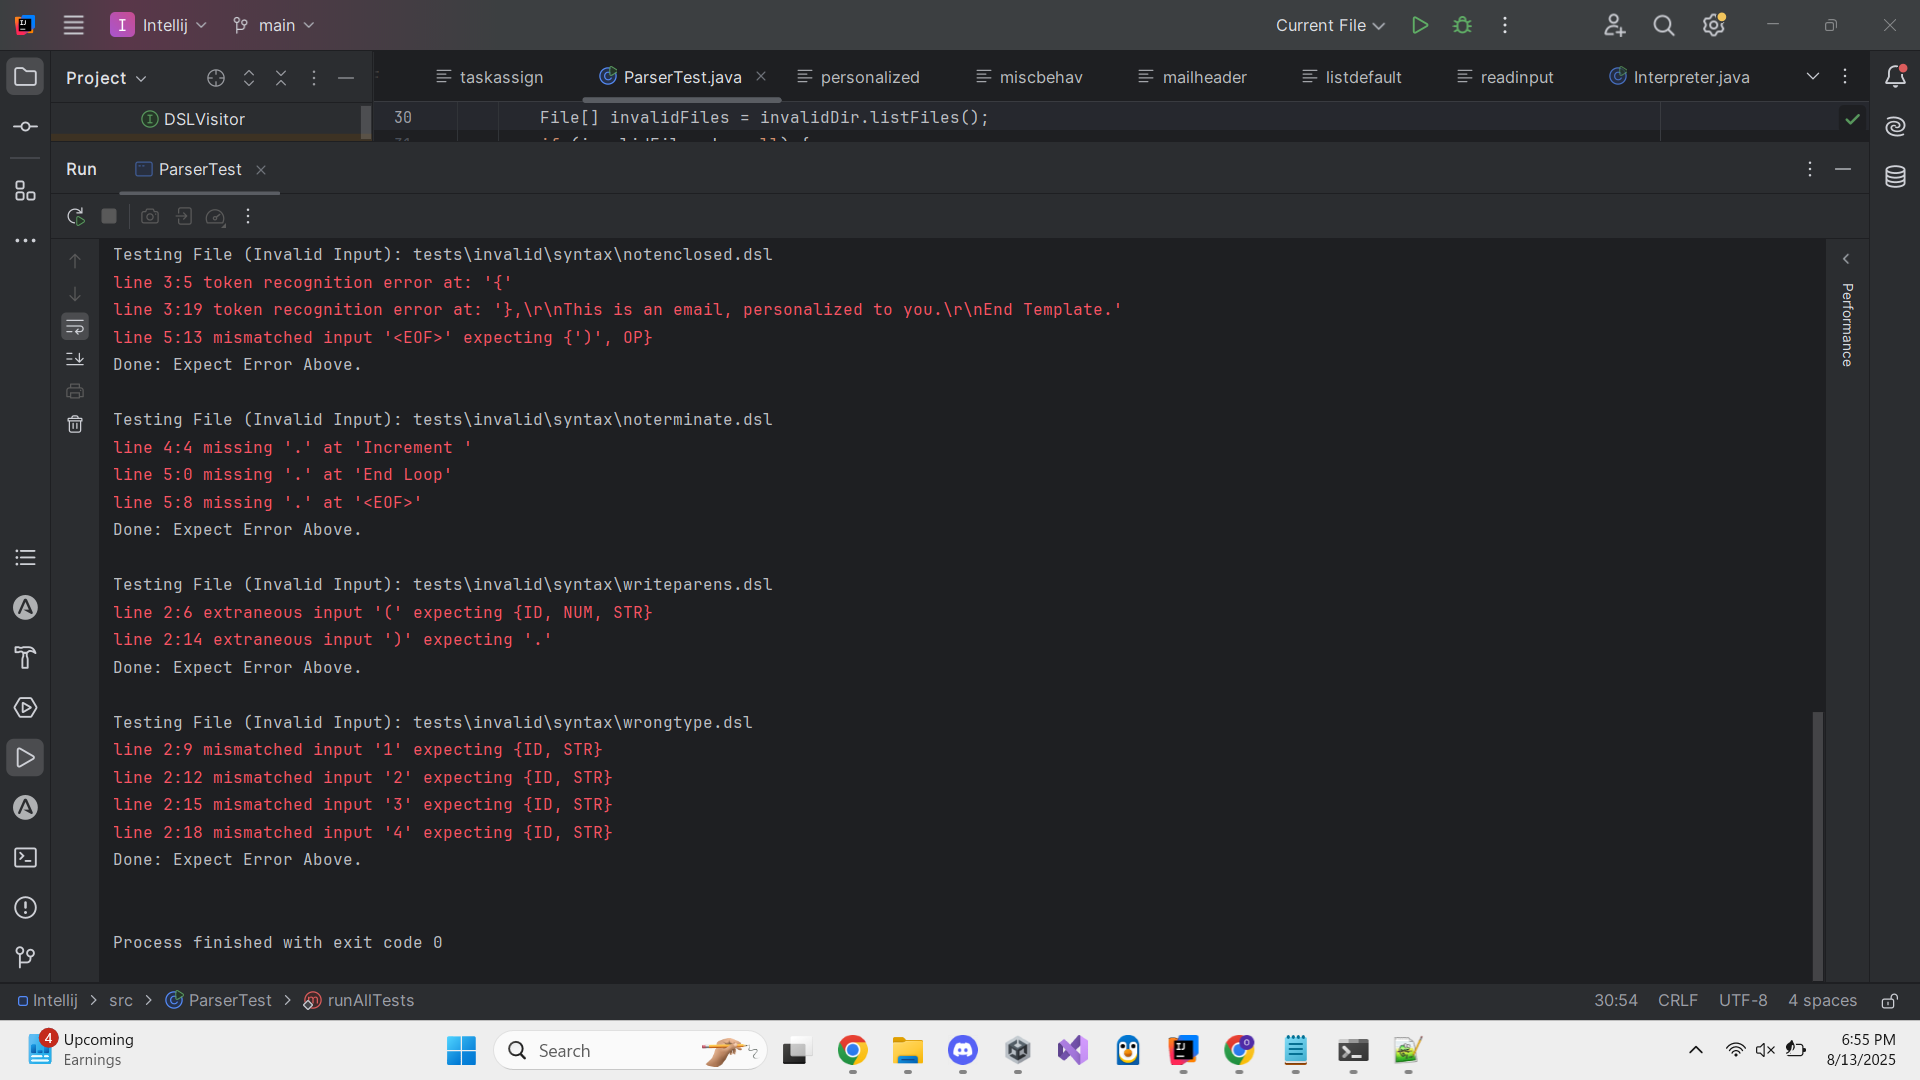 Intellij
main
Current File
Project
taskassign
ParserTest.java
personalized
miscbehav
mailheader
listdefault
readinput
Interpreter.java
DSLVisitor
30 File[] invalidFiles = invalidDir.listFiles();
Run
ParserTest
Testing File (Invalid Input): tests\invalid\syntax\notenclosed.dsl
line 3:5 token recognition error at: '{'
line 3:19 token recognition error at: '},\r\nThis is an email, personalized to you.\r\nEnd Template.'
line 5:13 mismatched input '<EOF>' expecting {')', OP}
Done: Expect Error Above.
Testing File (Invalid Input): tests\invalid\syntax\noterminate.dsl
line 4:4 missing '.' at 'Increment '
line 5:0 missing '.' at 'End Loop'
line 5:8 missing '.' at '<EOF>'
Done: Expect Error Above.
Testing File (Invalid Input): tests\invalid\syntax\writeparens.dsl
line 2:6 extraneous input '(' expecting {ID, NUM, STR}
line 2:14 extraneous input ')' expecting '.'
Done: Expect Error Above.
Testing File (Invalid Input): tests\invalid\syntax\wrongtype.dsl
line 2:9 mismatched input '1' expecting {ID, STR}
line 2:12 mismatched input '2' expecting {ID, STR}
line 2:15 mismatched input '3' expecting {ID, STR}
line 2:18 mismatched input '4' expecting {ID, STR}
Done: Expect Error Above.
Process finished with exit code 0
Performance
Intellij > src > ParserTest > runAllTests
30:54 CRLF UTF-8 4 spaces
4
Upcoming
Earnings
Search
6:55 PM
8/13/2025